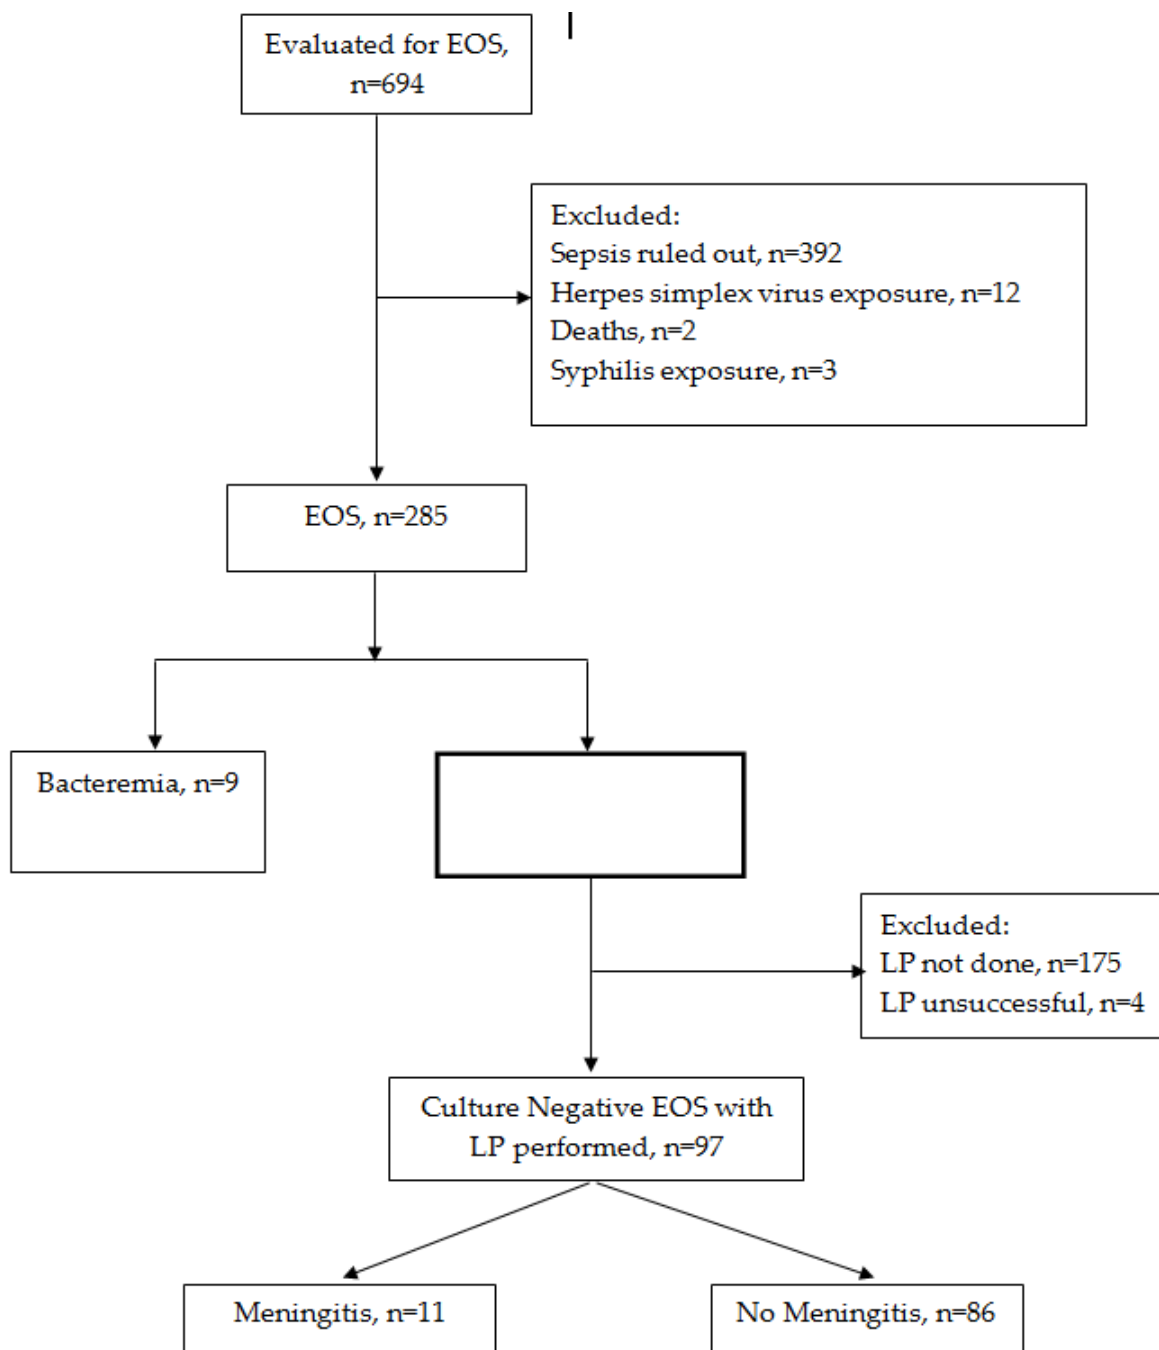 Evaluated for EOS,
n=694
Excluded:
Sepsis ruled out, n=392
Herpes simplex virus exposure, n=12
Deaths, n=2
Syphilis exposure, n=3
EOS, n=285
Bacteremia, n=9
Excluded:
LP not done, n=175
LP unsuccessful, n=4
Culture Negative EOS with
LP performed, n=97
Meningitis, n=11
No Meningitis, n=86